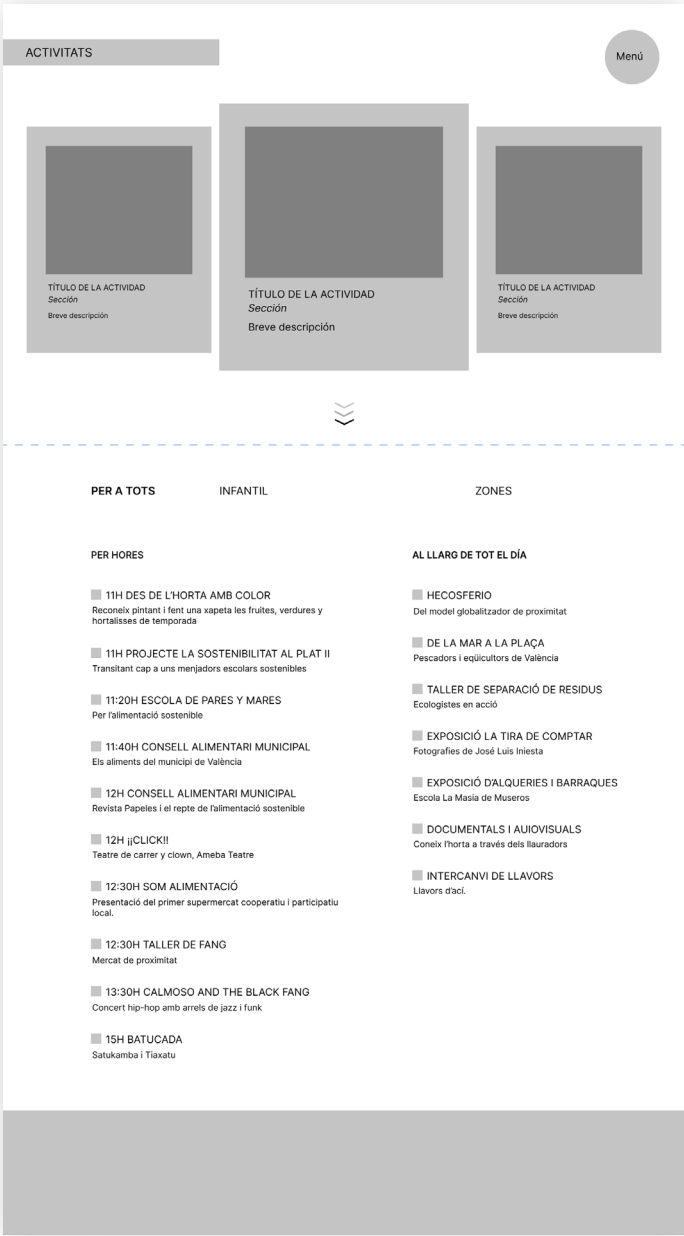 ACTIVITATS
Menú
TÍTULO DE LA ACTIVIDAD
Sección
Breve descripción
TÍTULO DE LA ACTIVIDAD
Sección
Breve descripción
TÍTULO DE LA ACTIVIDAD
Sección
Breve descripción
PER A TOTS
INFANTIL
ZONES
PER HORES
11H DES DE L’HORTA AMB COLOR
Reconeix pintant i fent una xapeta les fruites, verdures y
hortalisses de temporada
11H PROJECTE LA SOSTENIBILITAT AL PLAT II
Transitant cap a uns menjadors escolars sostenibles
11:20H ESCOLA DE PARES Y MARES
Per l’alimentació sostenible
11:40H CONSELL ALIMENTARI MUNICIPAL
Els aliments del municipi de València
12H CONSELL ALIMENTARI MUNICIPAL
Revista Papeles i el repte de l’alimentació sostenible
12H ¡¡CLICK!!
Teatre de carrer y clown, Ameba Teatre
12:30H SOM ALIMENTACIÓ
Presentació del primer supermercat cooperatiu i participatiu
local.
12:30H TALLER DE FANG
Mercat de proximitat
13:30H CALMOSO AND THE BLACK FANG
Concert hip-hop amb arrels de jazz i funk
15H BATUCADA
Satukamba i Tiaxatu
AL LLARG DE TOT EL DÍA
HECOSFERIO
Del model globalitzador de proximitat
DE LA MAR A LA PLAÇA
Pescadors i eqüicultors de València
TALLER DE SEPARACIÓ DE RESIDUS
Ecologistes en acció
EXPOSICIÓ LA TIRA DE COMPTAR
Fotografies de José Luis Iniesta
EXPOSICIÓ D’ALQUERIES I BARRAQUES
Escola La Masia de Museros
DOCUMENTALS I AUIOVISUALS
Coneix l’horta a través dels llauradors
INTERCANVI DE LLAVORS
Llavors d’ací.